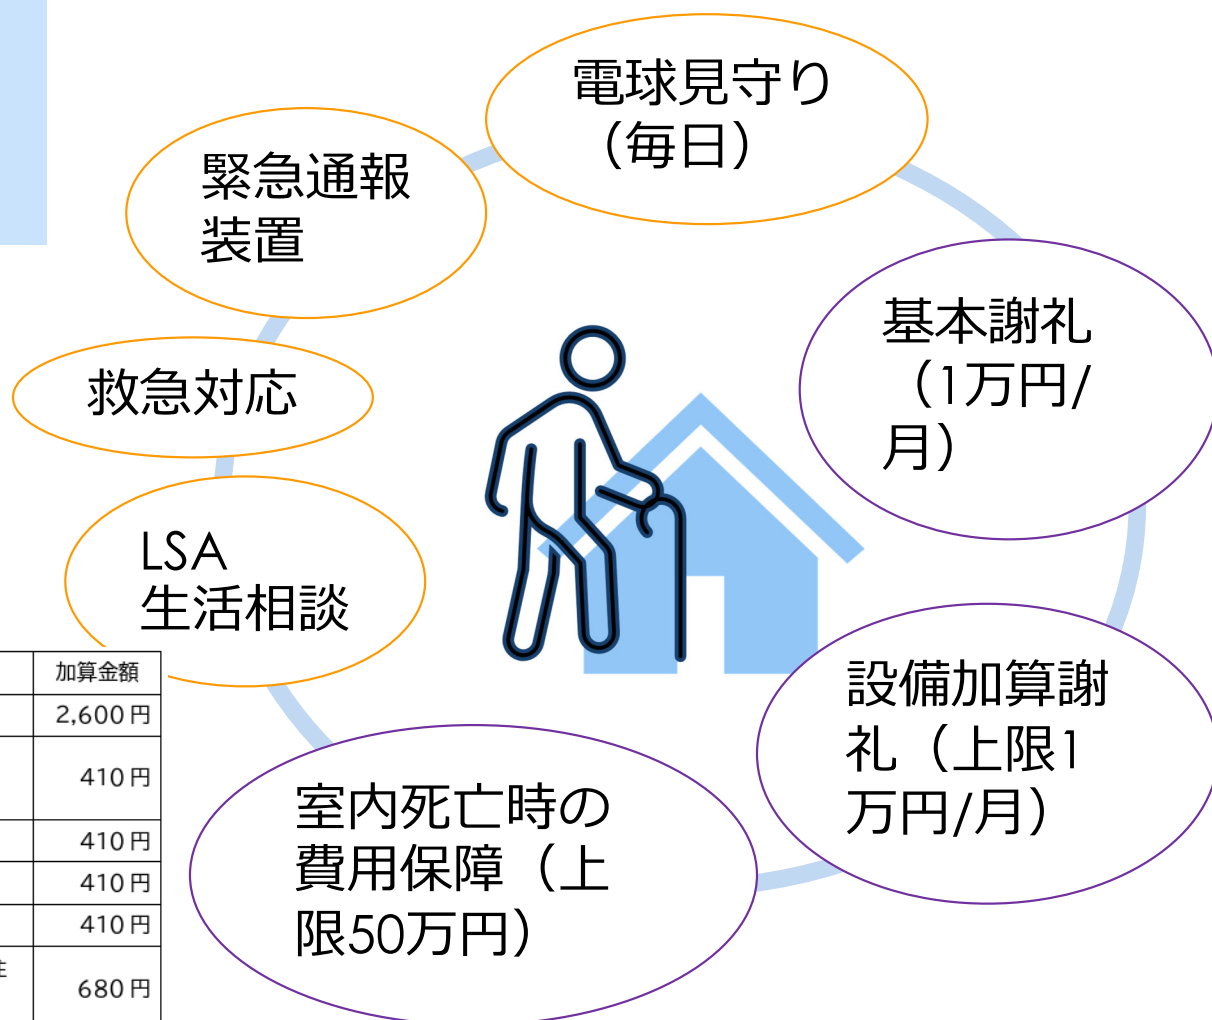 電球見守り
（毎日）
緊急通報
装置
基本謝礼
（1万円/
月）
救急対応
LSA
生活相談
設備加算謝
礼（上限1
万円/月）
室内死亡時の
費用保障（上
限50万円）
加算金額
2,600円
410円
410円
410円
410円
680円